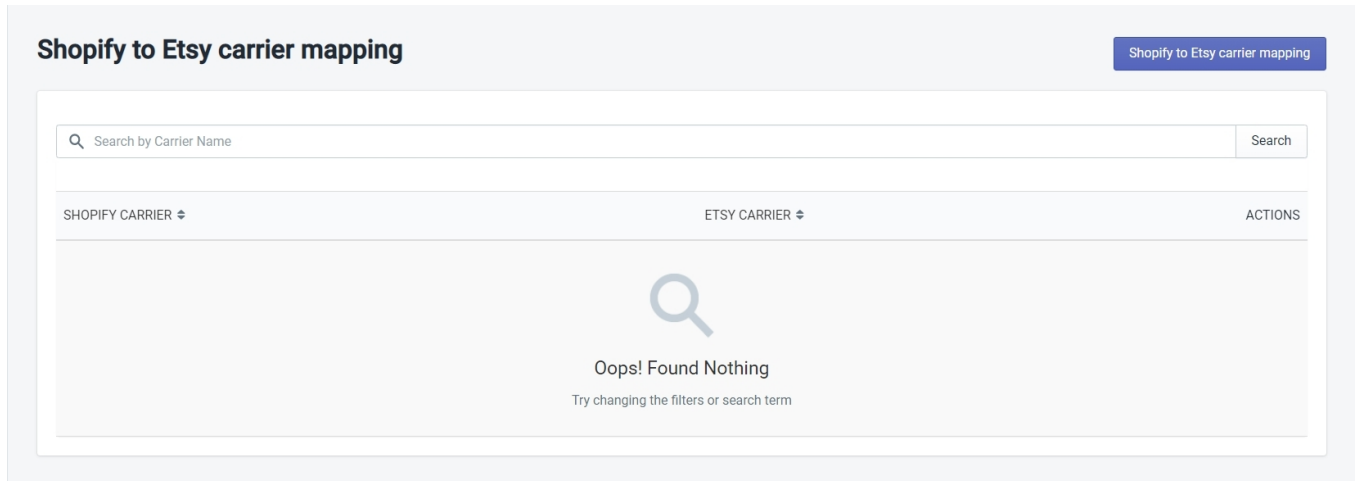 Shopify to Etsy carrier mapping
Shopify to Etsy carrier mapping
Search by Carrier Name
Search
SHOPIFY CARRIER
ETSY CARRIER
ACTIONS
Oops! Found Nothing
Try changing the filters or search term